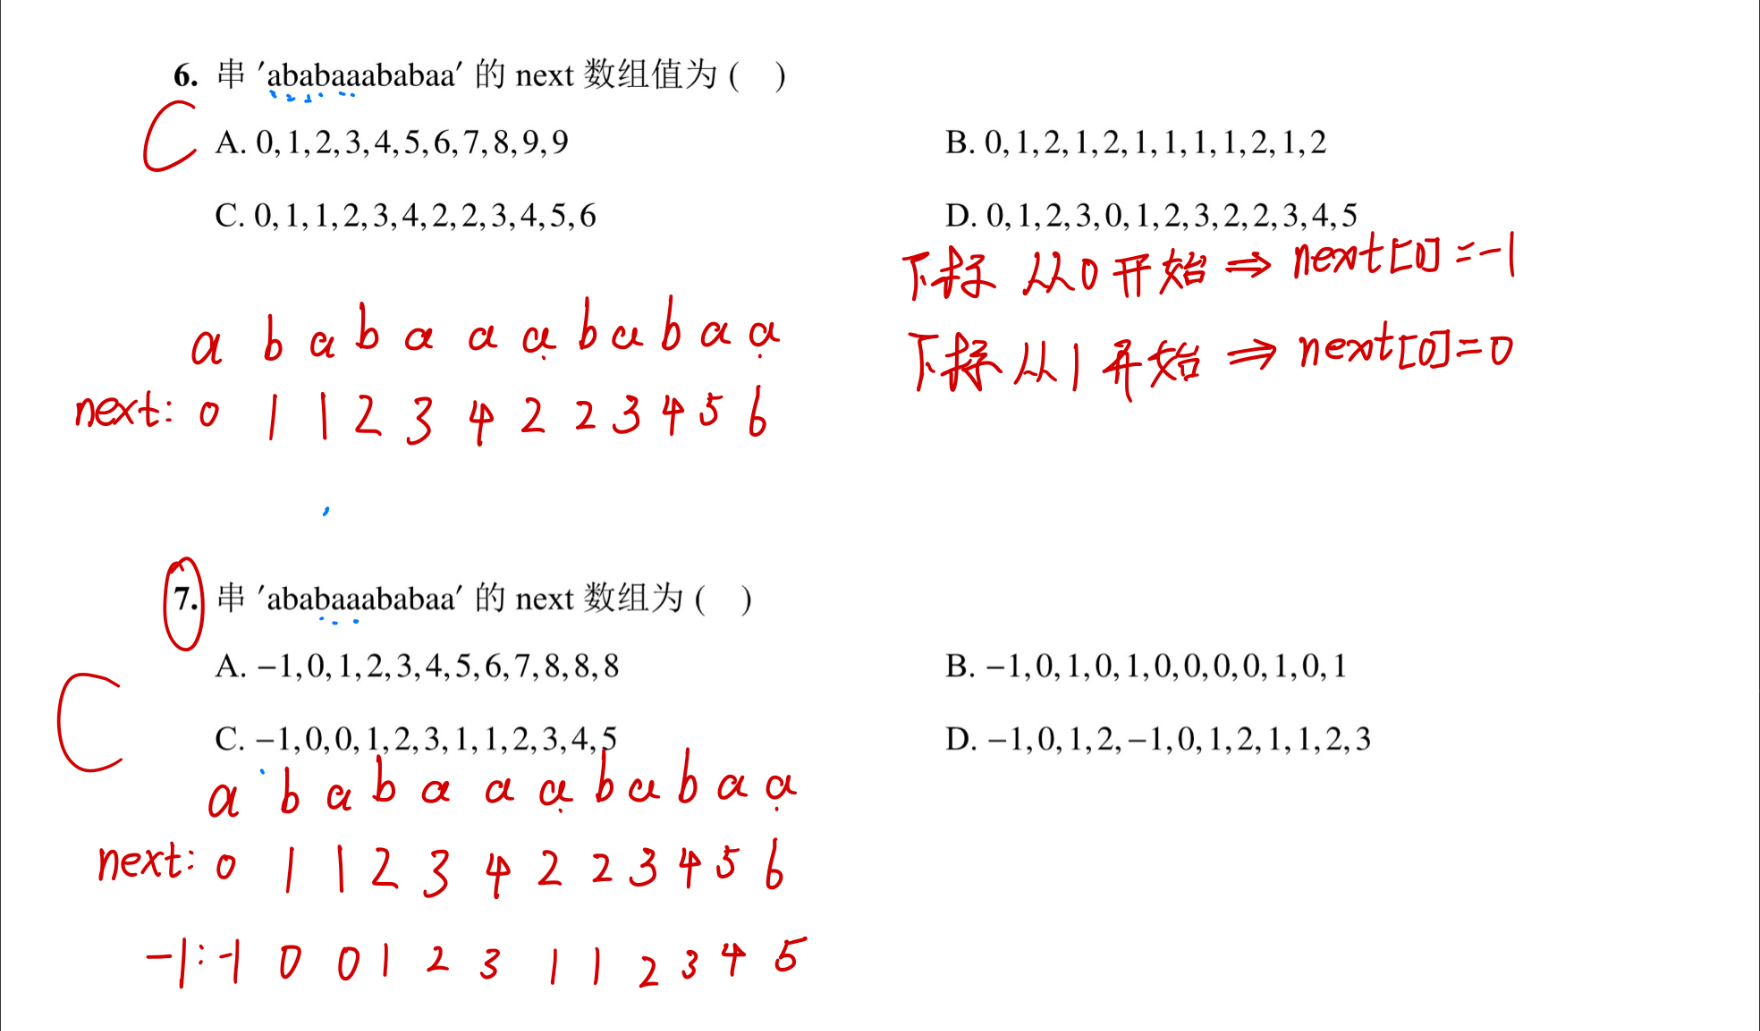 6. 串 ′ababaaababaa′ 的 next 数组值为 (　)
C
A. 0, 1, 2, 3, 4, 5, 6, 7, 8, 9, 9
B. 0, 1, 2, 1, 2, 1, 1, 1, 1, 2, 1, 2
C. 0, 1, 1, 2, 3, 4, 2, 2, 3, 4, 5, 6
D. 0, 1, 2, 3, 0, 1, 2, 3, 2, 2, 3, 4, 5
下标 从0开始 ⇒ next[0] = -1
下标从1开始 ⇒ next[0]=0
a b a b a a a b a b a a
next: 0 1 1 2 3 4 2 2 3 4 5 6
7. 串 ′ababaaababaa′ 的 next 数组为 (　)
A. −1, 0, 1, 2, 3, 4, 5, 6, 7, 8, 8, 8
B. −1, 0, 1, 0, 1, 0, 0, 0, 0, 1, 0, 1
C
C. −1, 0, 0, 1, 2, 3, 1, 1, 2, 3, 4, 5
D. −1, 0, 1, 2, −1, 0, 1, 2, 1, 1, 2, 3
a b a b a a a b a b a a
next: 0 1 1 2 3 4 2 2 3 4 5 6
-1: -1 0 0 1 2 3 1 1 2 3 4 5